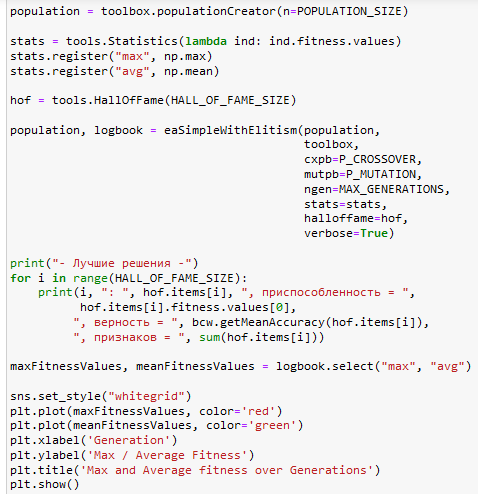 population = toolbox.populationCreator(n=POPULATION_SIZE)
stats = tools.Statistics(lambda ind: ind.fitness.values)
stats.register("max", np.max)
stats.register("avg", np.mean)
hof = tools.HallOfFame(HALL_OF_FAME_SIZE)
population, logbook = eaSimpleWithElitism(population,
toolbox,
cxpb=P_CROSSOVER,
mutpb=P_MUTATION,
ngen=MAX_GENERATIONS,
stats=stats,
halloffame=hof,
verbose=True)
print("- Лучшие решения -")
for i in range(HALL_OF_FAME_SIZE):
print(i, ": ", hof.items[i], ", приспособленность = ",
hof.items[i].fitness.values[0],
", верность = ", bcw.getMeanAccuracy(hof.items[i]),
", признаков = ", sum(hof.items[i]))
maxFitnessValues, meanFitnessValues = logbook.select("max", "avg")
sns.set_style("whitegrid")
plt.plot(maxFitnessValues, color='red')
plt.plot(meanFitnessValues, color='green')
plt.xlabel('Generation')
plt.ylabel('Max / Average Fitness')
plt.title('Max and Average fitness over Generations')
plt.show()